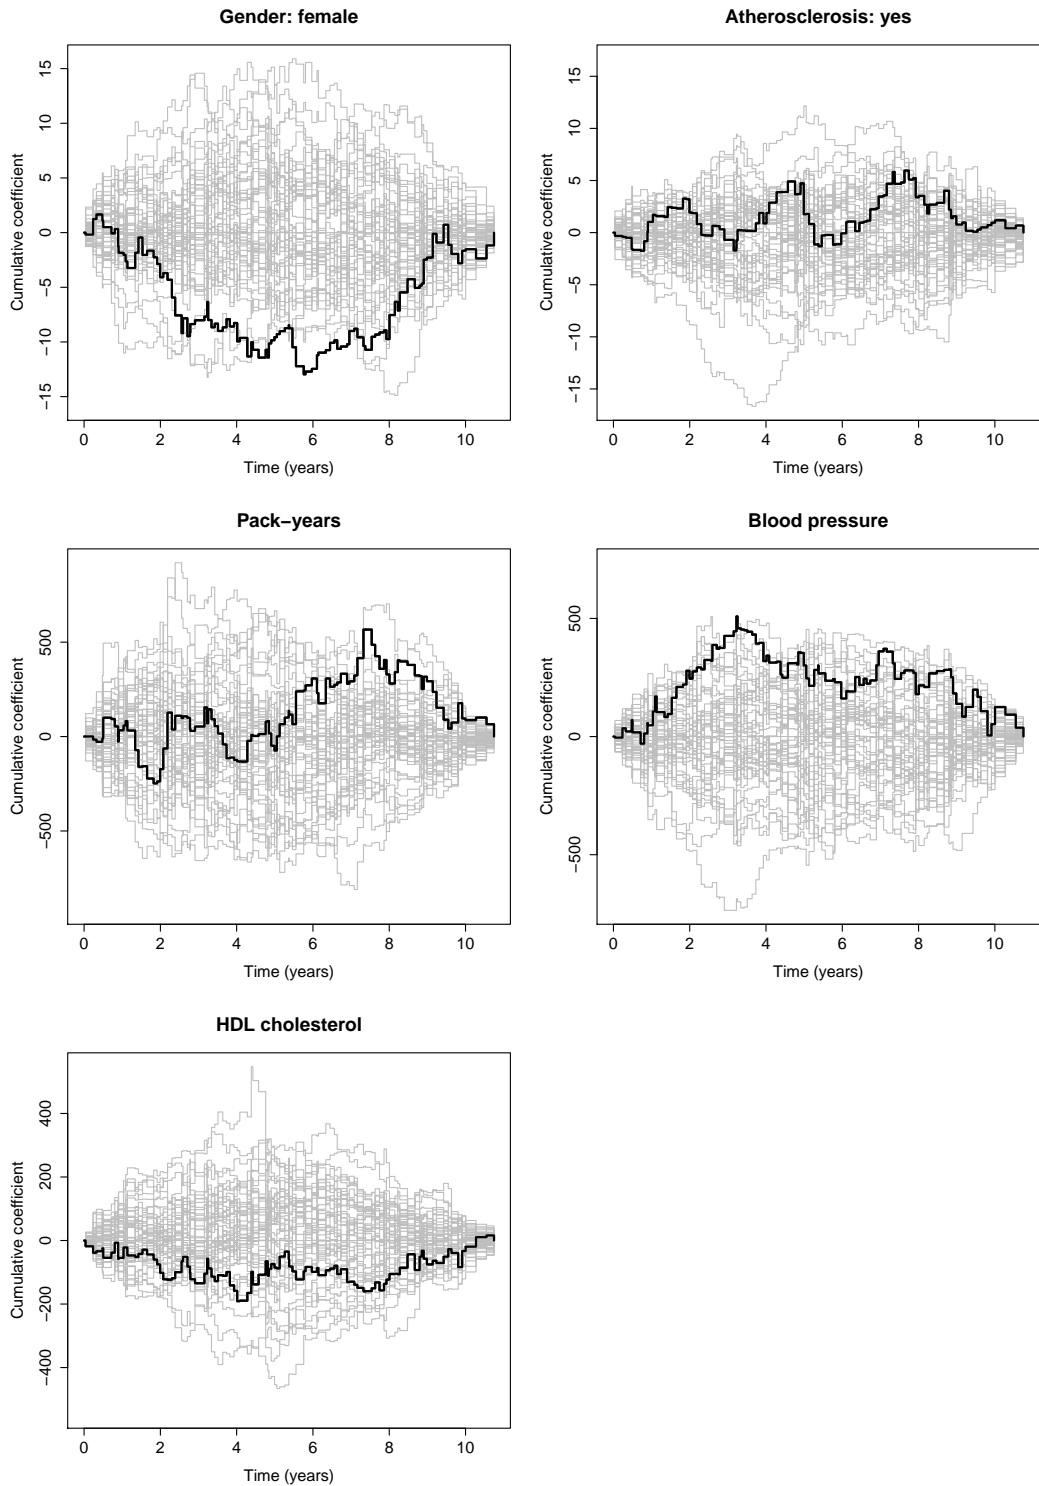 Gender: female
Cumulative coefficient
15
10
5
0
−5
−10
−15
0 2 4 6 8 10
Time (years)
Atherosclerosis: yes
Cumulative coefficient
15
10
5
0
−5
−10
−15
0 2 4 6 8 10
Time (years)
Pack−years
Cumulative coefficient
500
0
−500
0 2 4 6 8 10
Time (years)
Blood pressure
Cumulative coefficient
500
0
−500
0 2 4 6 8 10
Time (years)
HDL cholesterol
Cumulative coefficient
400
200
0
−200
−400
0 2 4 6 8 10
Time (years)